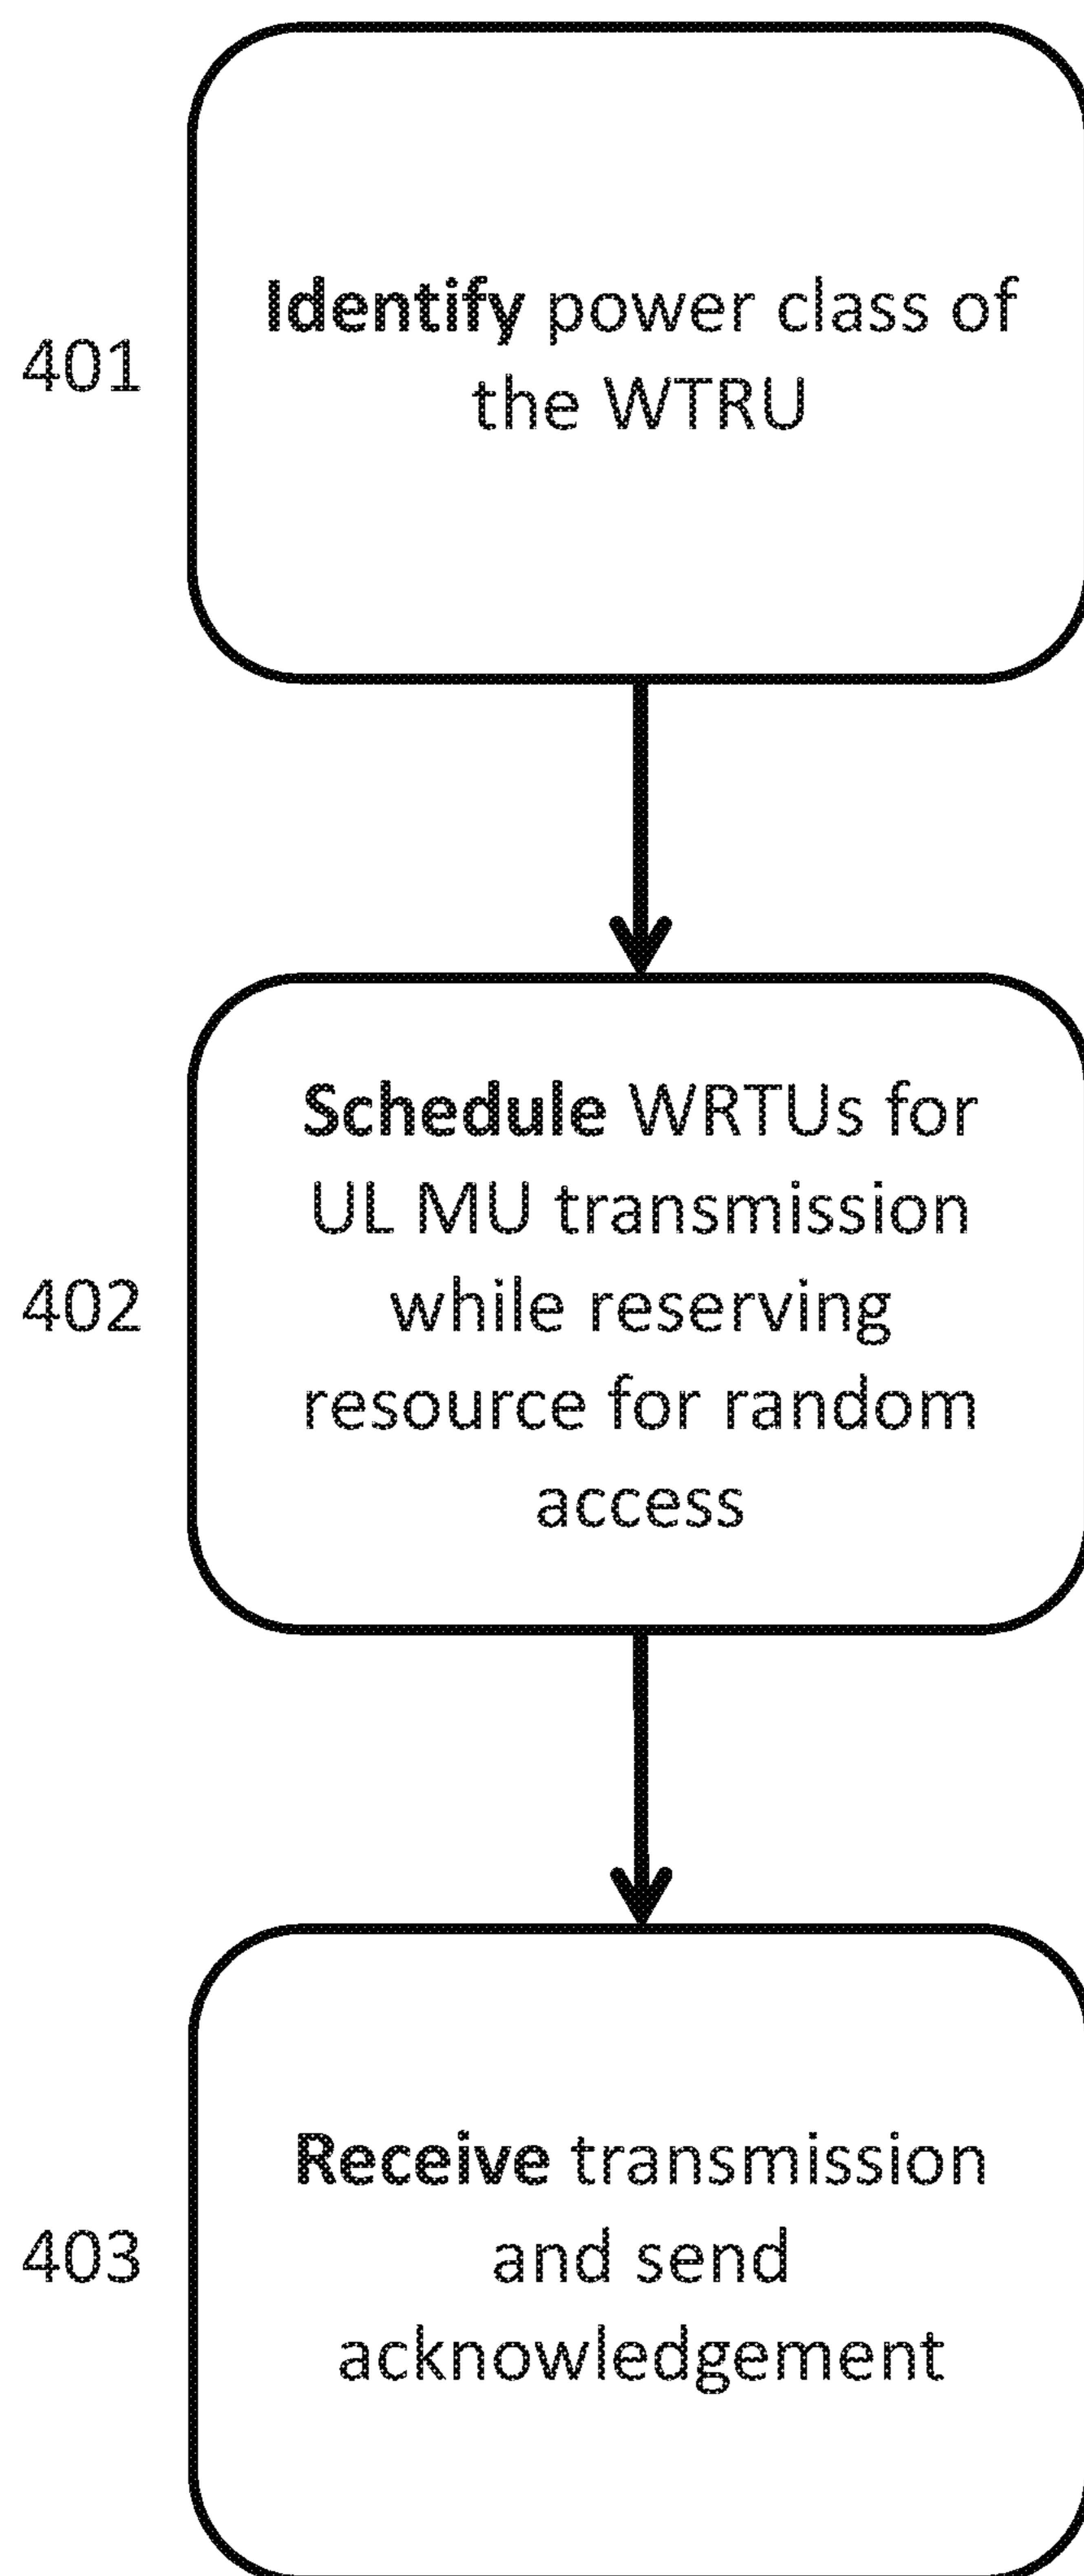 401
Identify power class of
the WTRU
402
Schedule WRTUs for
UL MU transmission
while reserving
resource for random
access
403
Receive transmission
and send
acknowledgement